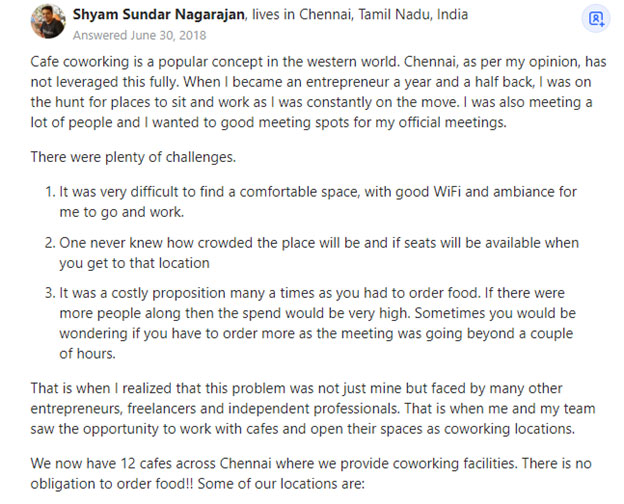 Shyam Sundar Nagarajan, lives in Chennai, Tamil Nadu, India
Answered June 30, 2018
Cafe coworking is a popular concept in the western world. Chennai, as per my opinion, has
not leveraged this fully. When I became an entrepreneur a year and a half back, I was on
the hunt for places to sit and work as I was constantly on the move. I was also meeting a
lot of people and I wanted to good meeting spots for my official meetings.
There were plenty of challenges.
1. It was very difficult to find a comfortable space, with good WiFi and ambiance for
me to go and work.
2. One never knew how crowded the place will be and if seats will be available when
you get to that location
3. It was a costly proposition many a times as you had to order food. If there were
more people along then the spend would be very high. Sometimes you would be
wondering if you have to order more as the meeting was going beyond a couple
of hours.
That is when I realized that this problem was not just mine but faced by many other
entrepreneurs, freelancers and independent professionals. That is when me and my team
saw the opportunity to work with cafes and open their spaces as coworking locations.
We now have 12 cafes across Chennai where we provide coworking facilities. There is no
obligation to order food!! Some of our locations are: